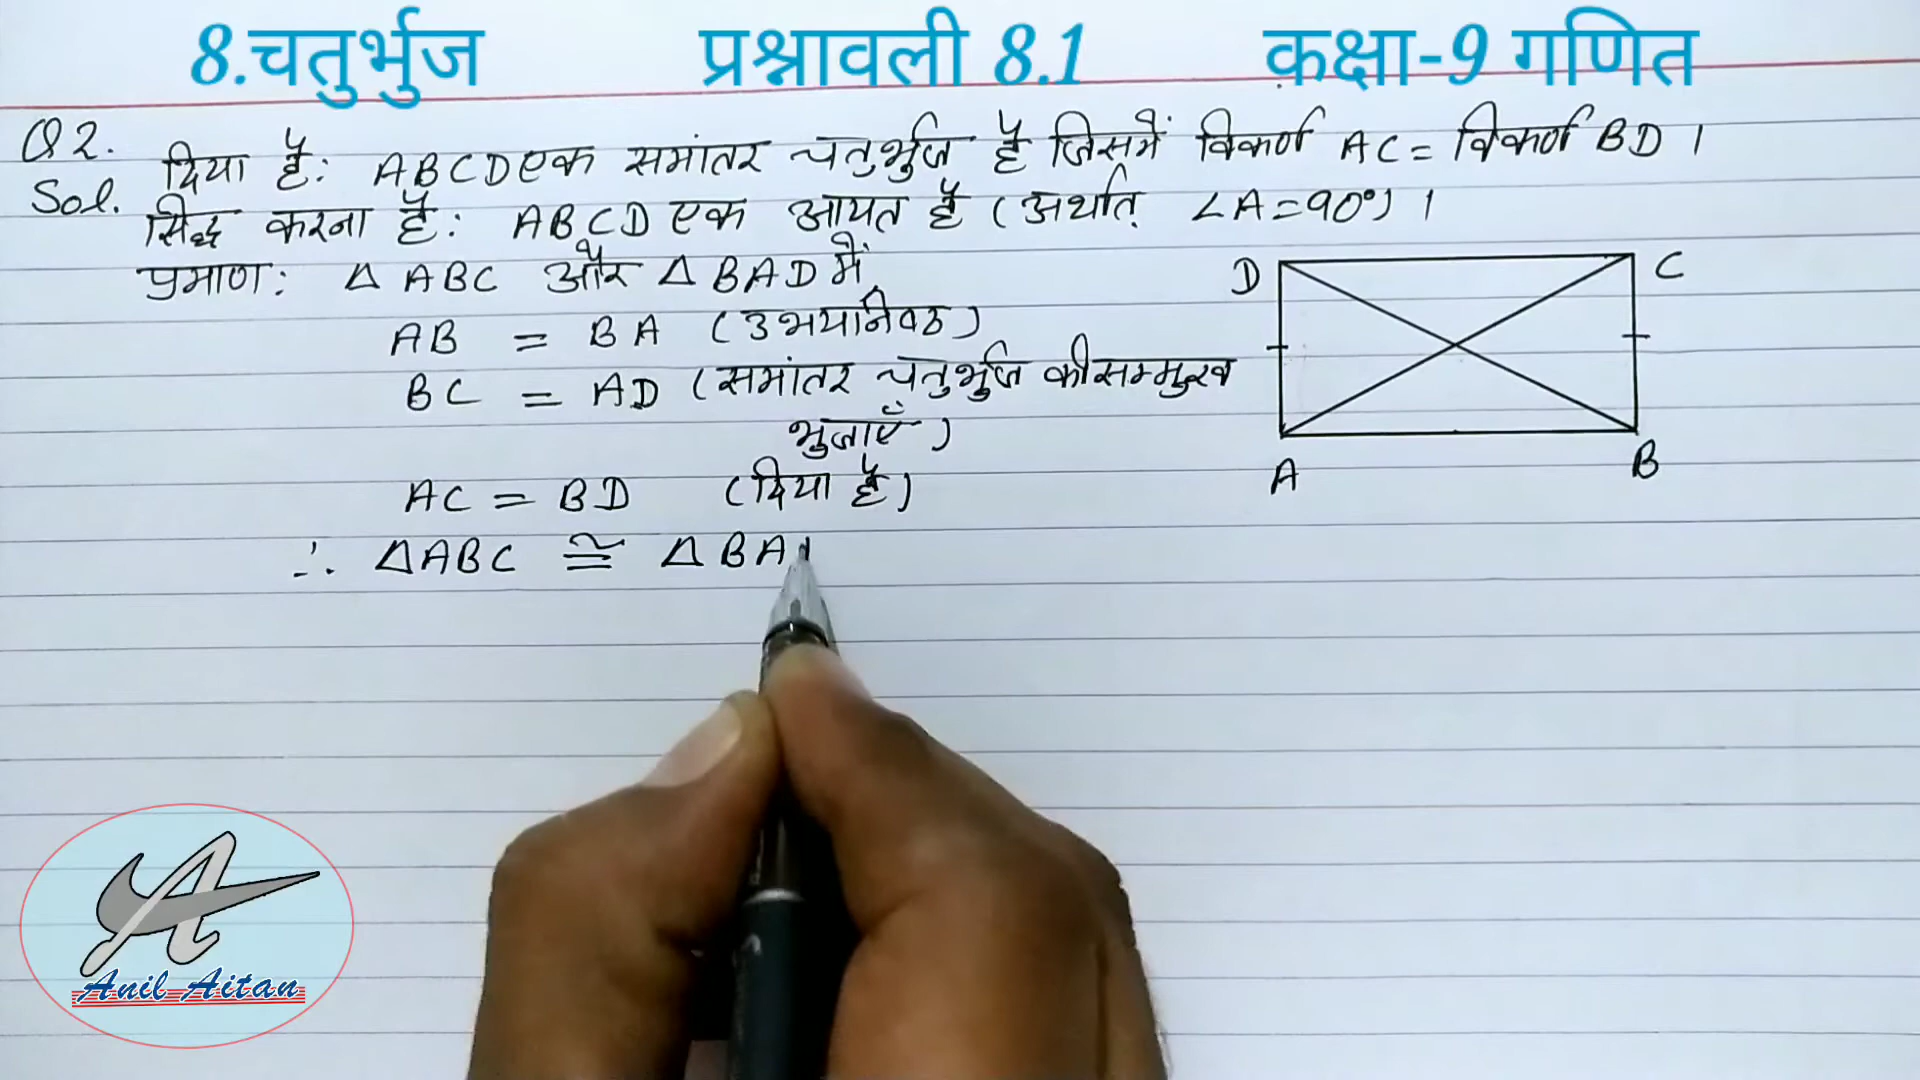 8.चतुर्भुज प्रश्नावली 8.1 कक्षा-9 गणित
Q2. दिया है: ABCD एक समांतर चतुर्भुज है जिसमें विकर्ण AC = विकर्ण BD ।
Sol. सिद्ध करना है: ABCD एक आयत है (अर्थात् ∠A=90°) ।
प्रमाण: △ ABC और △ BAD में,
AB = BA (उभयनिष्ठ)
BC = AD (समांतर चतुर्भुज की सम्मुख
भुजाएँ)
AC = BD (दिया है)
∴ △ABC ≅ △BA
D C
A B
Anil Aitan